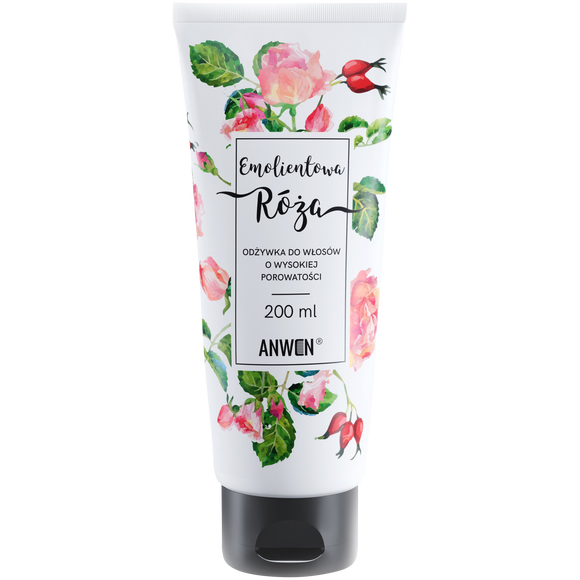 Emolientowa
Róża
ODŻYWKA DO WŁOSÓW
O WYSOKIEJ
POROWATOŚCI
200 ml
ANWEN®